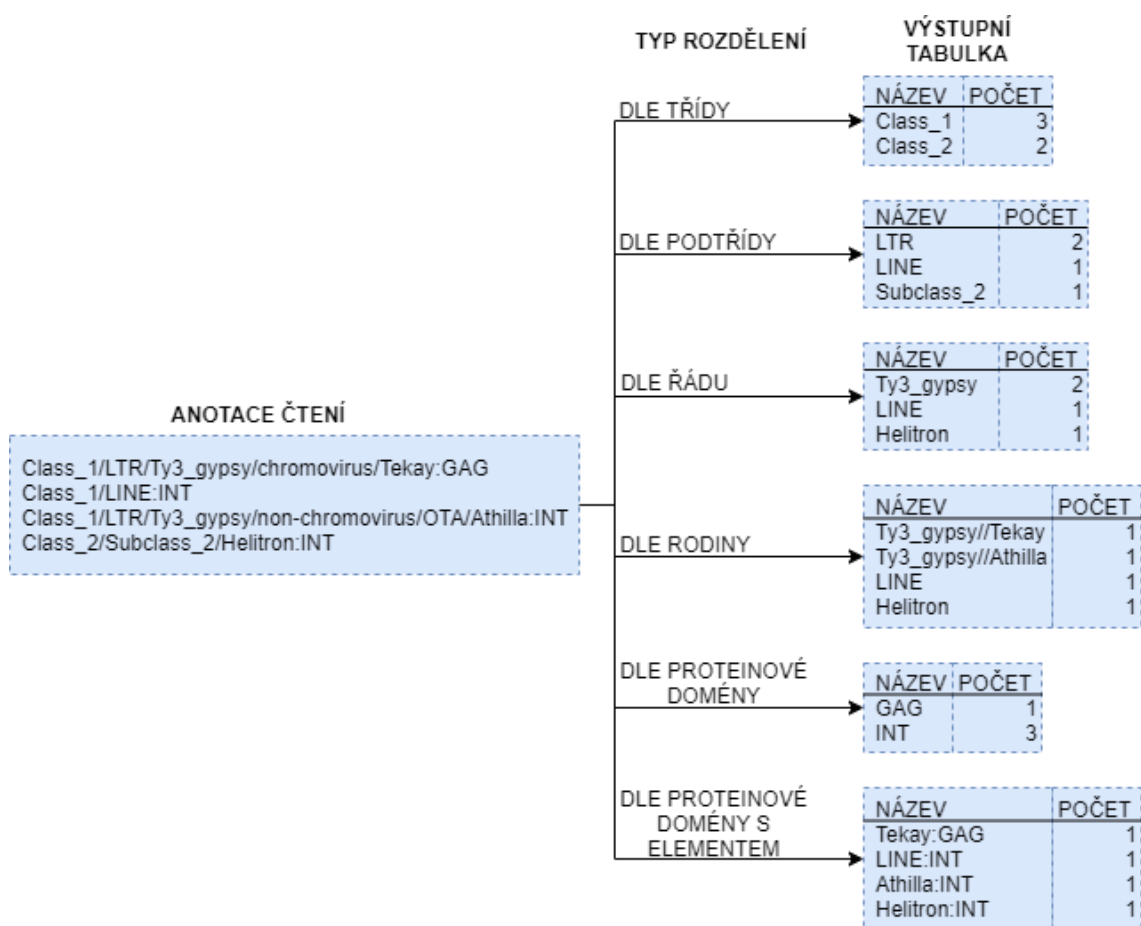 TYP ROZDĚLENÍ
VÝSTUPNÍ
TABULKA
DLE TŘÍDY
NÁZEV POČET
Class_1 3
Class_2 2
DLE PODTŘÍDY
NÁZEV POČET
LTR 2
LINE 1
Subclass_2 1
DLE ŘÁDU
NÁZEV POČET
Ty3_gypsy 2
LINE 1
Helitron 1
ANOTACE ČTENÍ
Class_1/LTR/Ty3_gypsy/chromovirus/Tekay:GAG
Class_1/LINE:INT
Class_1/LTR/Ty3_gypsy/non-chromovirus/OTA/Athilla:INT
Class_2/Subclass_2/Helitron:INT
DLE RODINY
NÁZEV POČET
Ty3_gypsy//Tekay 1
Ty3_gypsy//Athilla 1
LINE 1
Helitron 1
DLE PROTEINOVÉ
DOMÉNY
NÁZEV POČET
GAG 1
INT 3
DLE PROTEINOVÉ
DOMÉNY S
ELEMENTEM
NÁZEV POČET
Tekay:GAG 1
LINE:INT 1
Athilla:INT 1
Helitron:INT 1